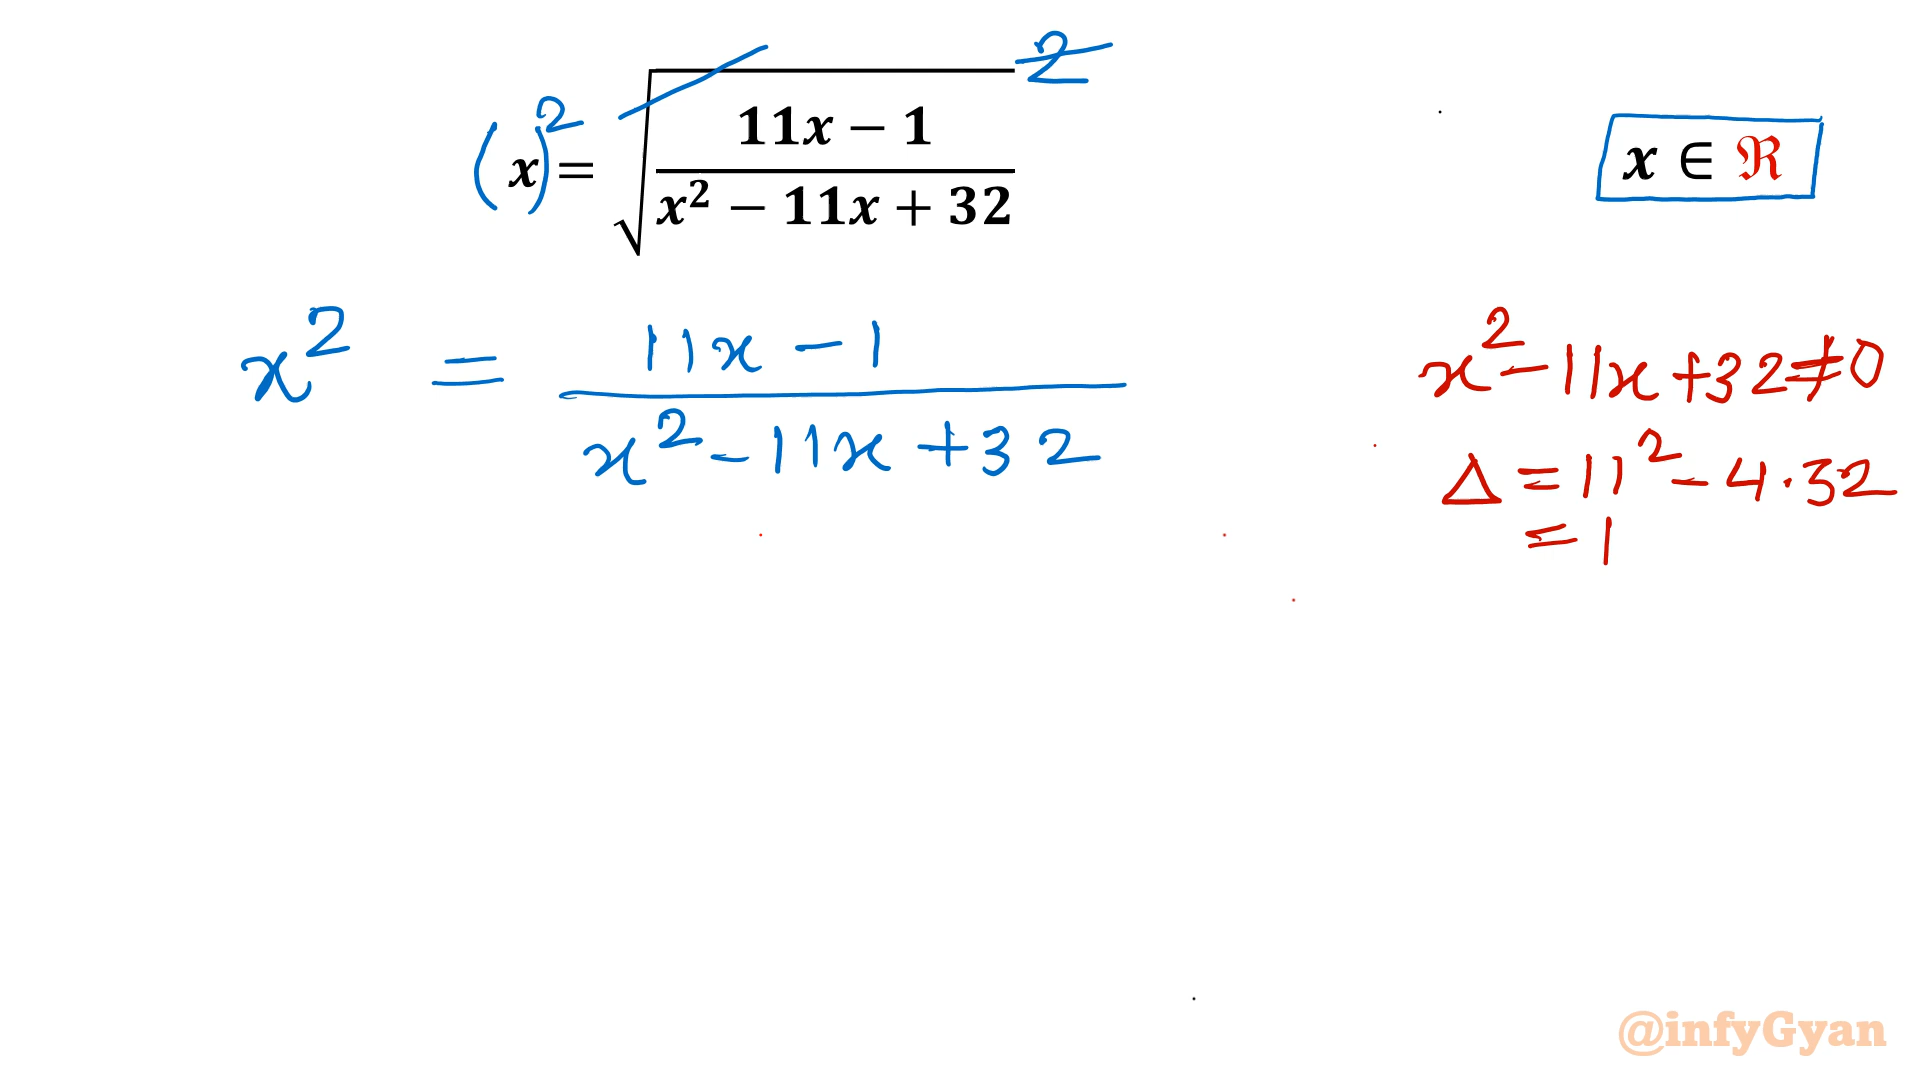 (x)² = √((11x − 1)/(x² − 11x + 32)) ²
x ∈ ℜ
x² = (11x − 1)/(x² − 11x + 32)
x² − 11x + 32 ≠ 0
Δ = 11² − 4·32
= 1
@infyGyan